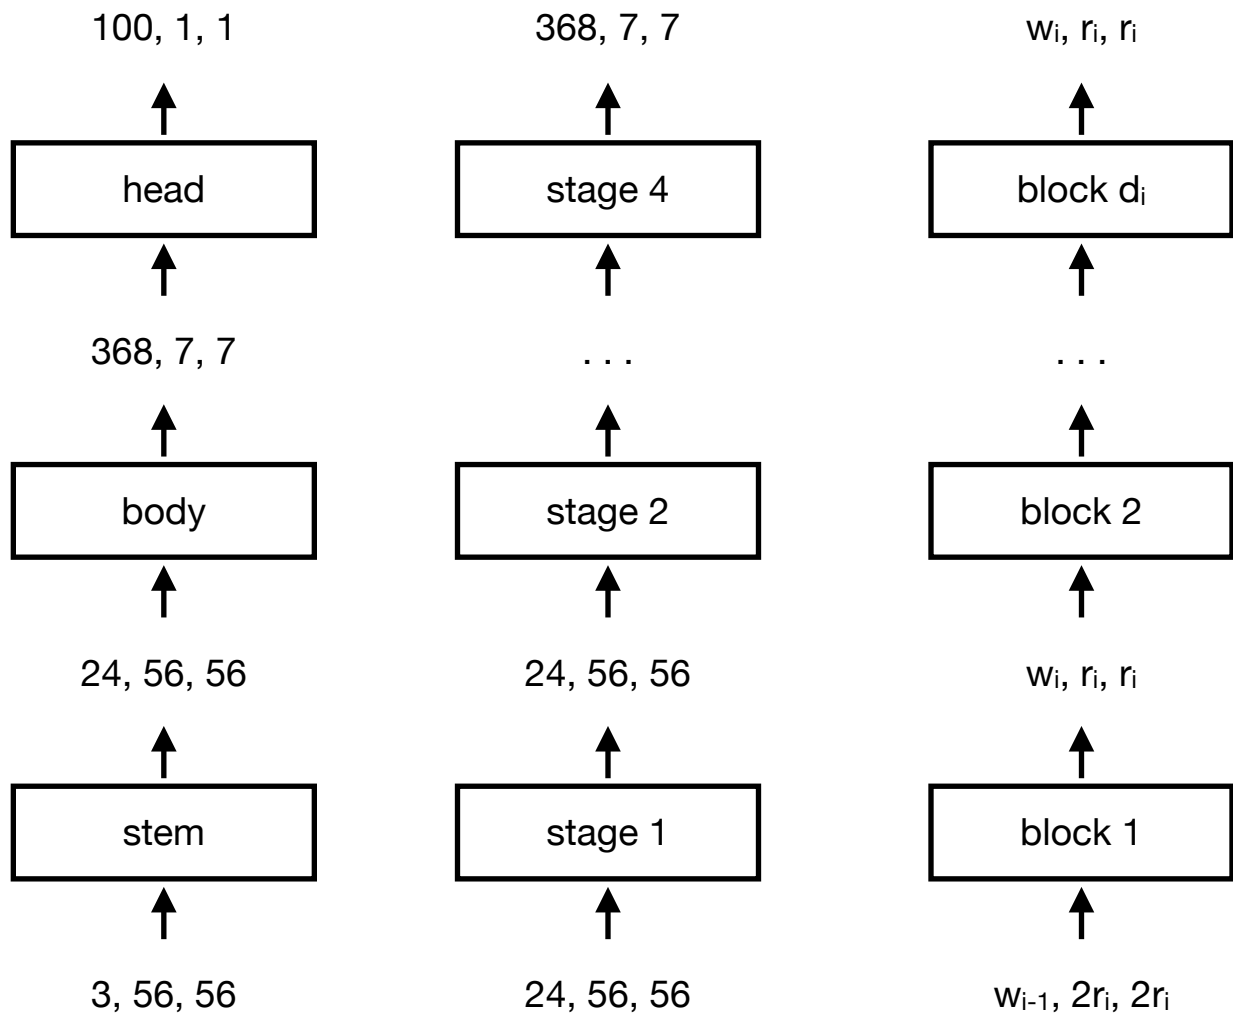 100, 1, 1
head
368, 7, 7
body
24, 56, 56
stem
3, 56, 56
368, 7, 7
stage 4
. . .
stage 2
24, 56, 56
stage 1
24, 56, 56
wᵢ, rᵢ, rᵢ
block dᵢ
. . .
block 2
wᵢ, rᵢ, rᵢ
block 1
wᵢ₋₁, 2rᵢ, 2rᵢ